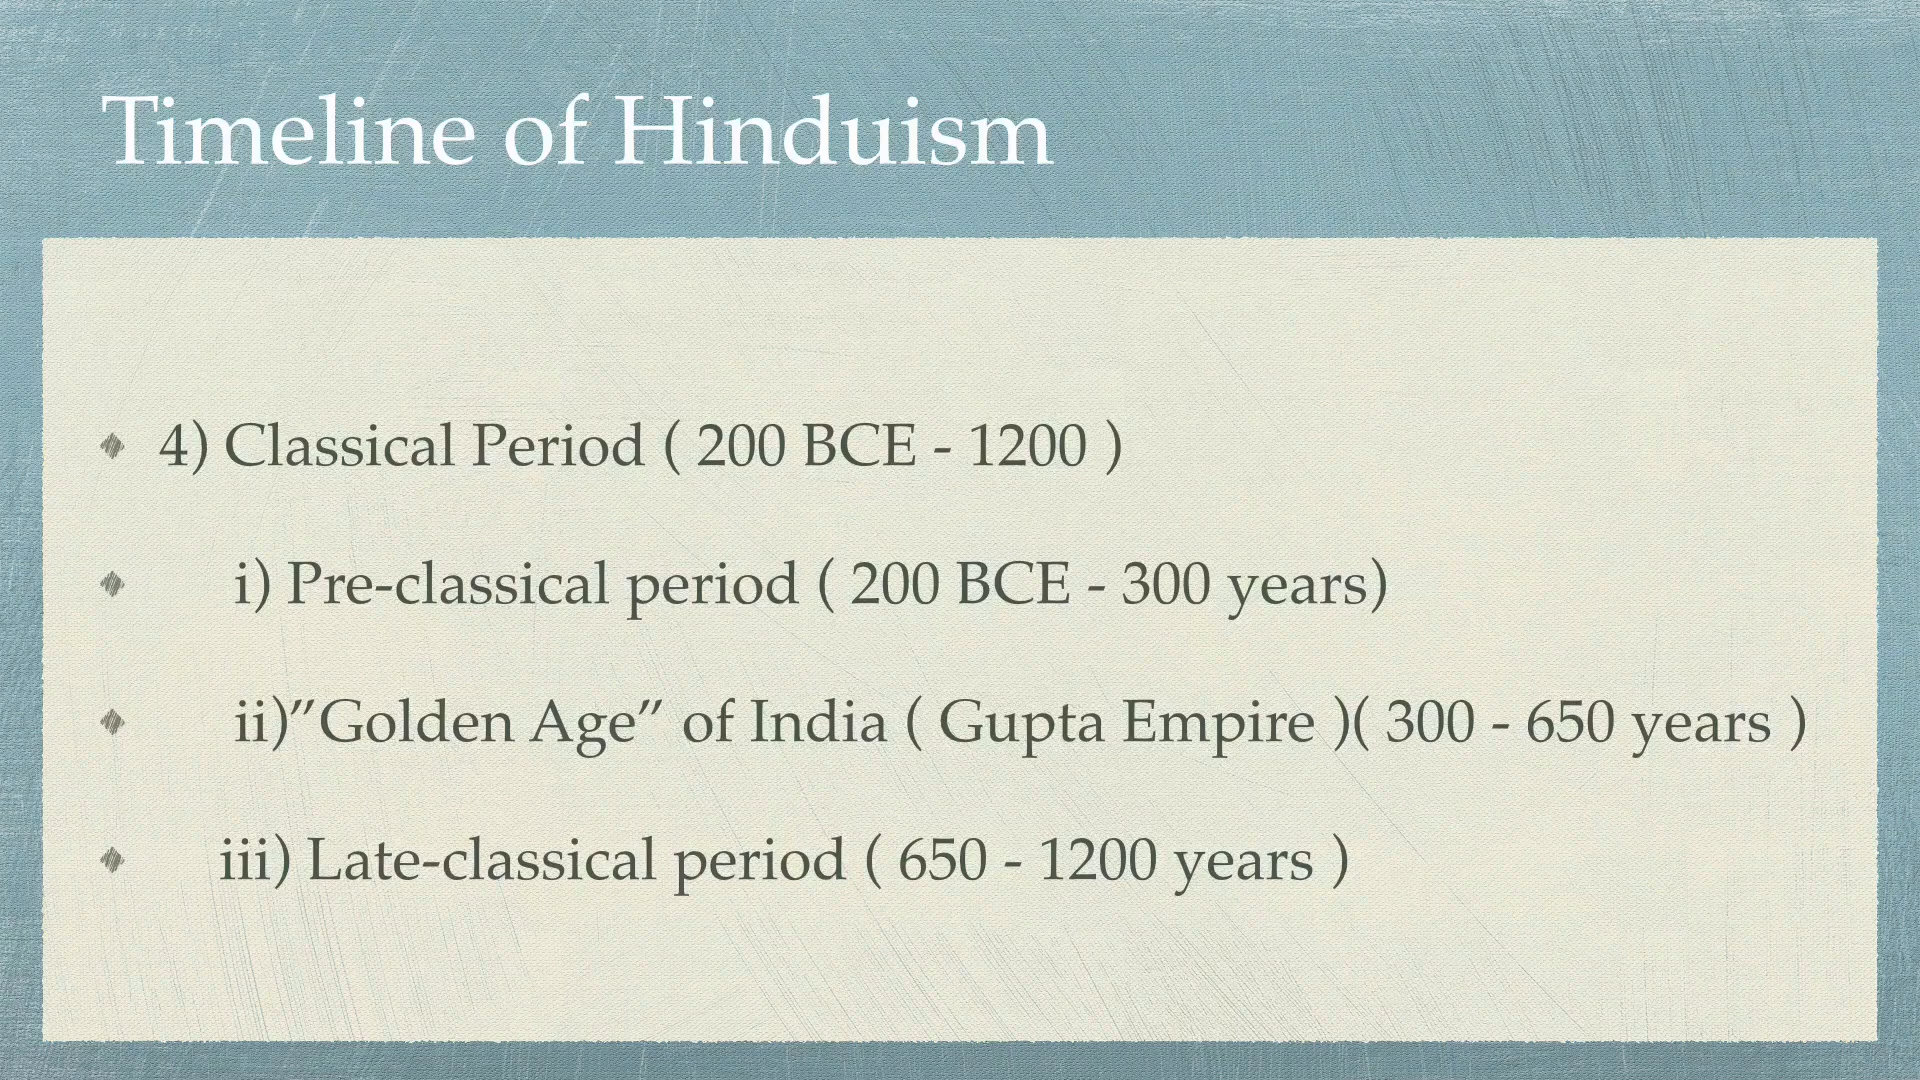 Timeline of Hinduism
4) Classical Period ( 200 BCE - 1200 )
i) Pre-classical period ( 200 BCE - 300 years)
ii)”Golden Age” of India ( Gupta Empire )( 300 - 650 years )
iii) Late-classical period ( 650 - 1200 years )